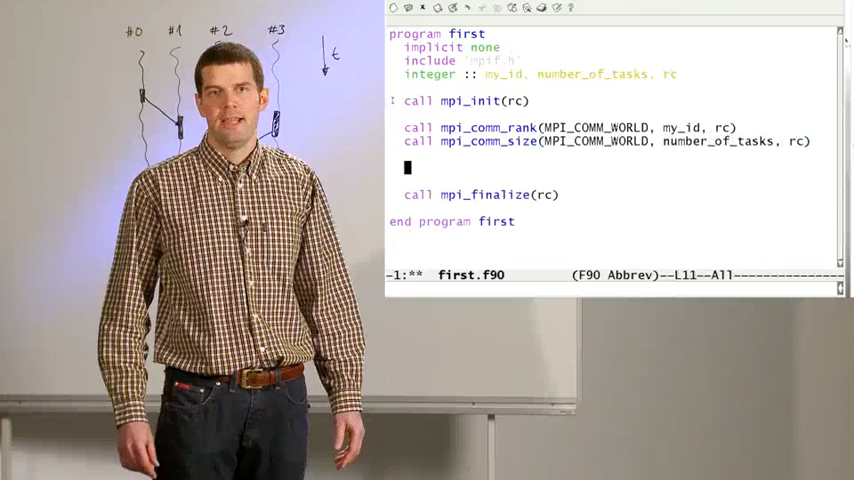 #0 #1 #2 #3
t
program first
implicit none
include 'mpif.h'
integer :: my_id, number_of_tasks, rc
call mpi_init(rc)
call mpi_comm_rank(MPI_COMM_WORLD, my_id, rc)
call mpi_comm_size(MPI_COMM_WORLD, number_of_tasks, rc)
call mpi_finalize(rc)
end program first
-1:** first.f90 (F90 Abbrev)--L11--All----------------